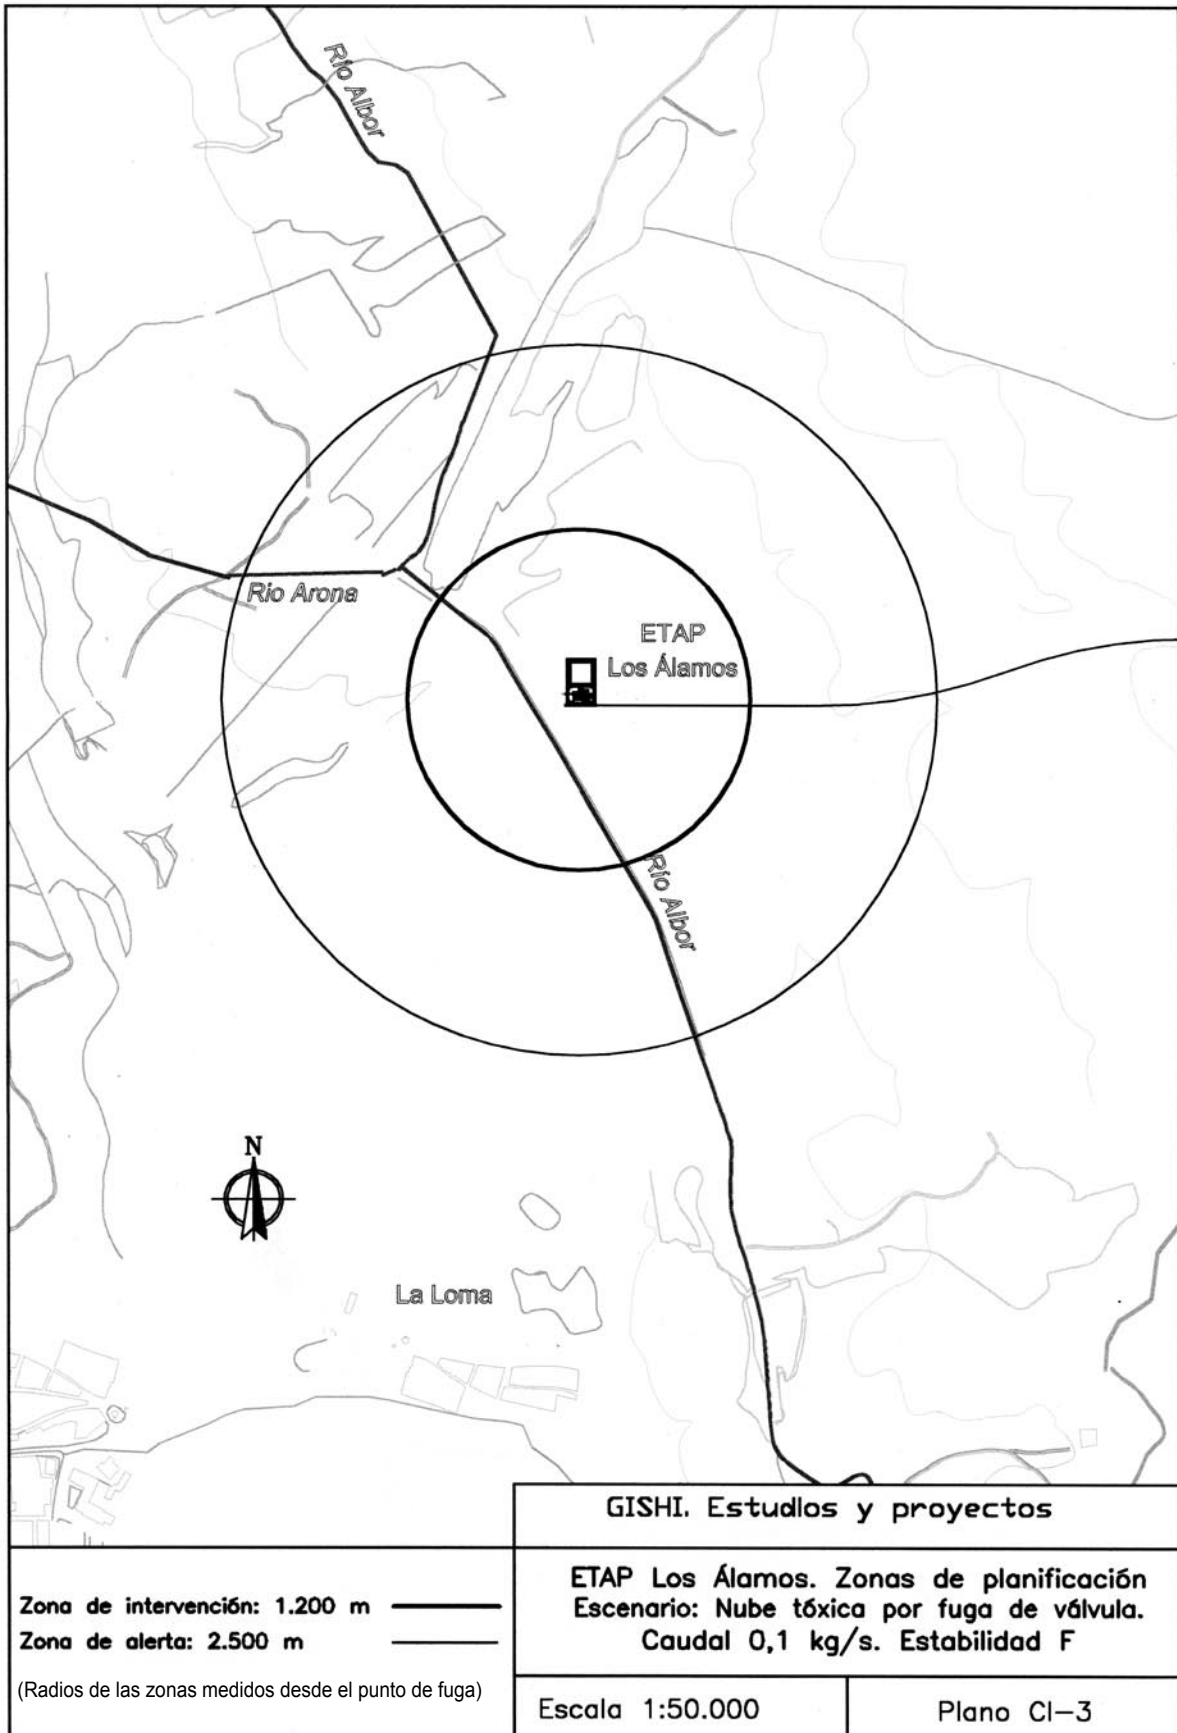 Río Albor
Rio Arona
ETAP
Los Álamos
Río Albor
N
La Loma
GISHI. Estudios y proyectos
Zona de intervención: 1.200 m
Zona de alerta: 2.500 m
(Radios de las zonas medidos desde el punto de fuga)
ETAP Los Álamos. Zonas de planificación
Escenario: Nube tóxica por fuga de válvula.
Caudal 0,1 kg/s. Estabilidad F
Escala 1:50.000
Plano CI-3